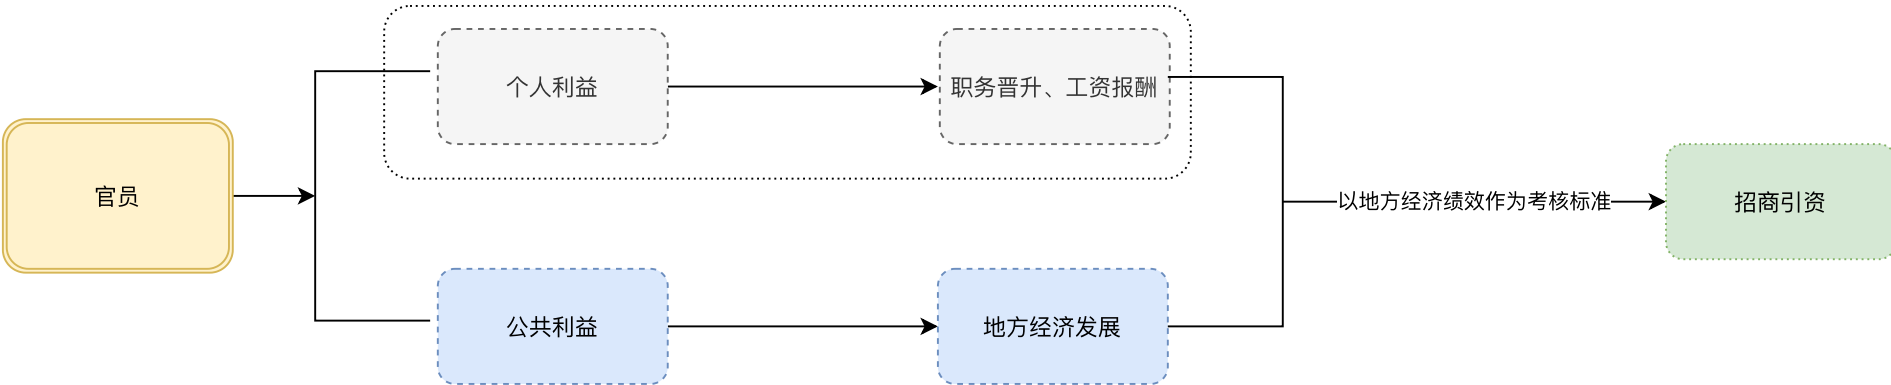 官员
个人利益
职务晋升、工资报酬
公共利益
地方经济发展
以地方经济绩效作为考核标准
招商引资